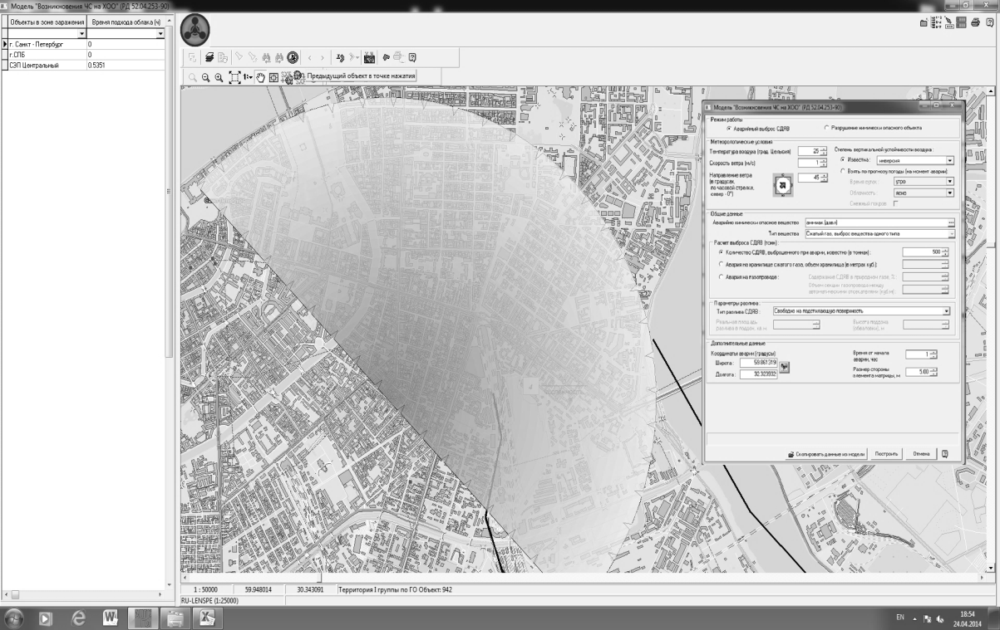 Модель "Возникновения ЧС на ХОО" (РД 52.04.253-90)
Объекты в зоне заражения Время подхода облака (ч)
г. Санкт - Петербург 0
г.СПБ 0
СЭП Центральный 0.5351
Предыдущий объект в точке нажатия
Модель "Возникновения ЧС на ХОО" (РД 52.04.253-90)
Режим работы
Аварийный выброс СДЯВ Разрушение химически опасного объекта
Метеорологические условия
Температура воздуха (град. Цельсия) 25
Степень вертикальной устойчивости воздуха :
Скорость ветра (м/с) 1
Известна : инверсия
Взять по прогнозу погоды (на момент аварии):
Направление ветра
(в градусах,
по часовой стрелке,
север - 0°)
45
Время суток : утро
Облачность : ясно
Снежный покров
Общие данные
Аварийно химически опасное вещество аммиак (давл)
Тип вещества Сжатый газ, выброс вещества одного типа
Расчет выброса СДЯВ (тонн) :
Количество СДЯВ, выброшенного при аварии, известно (в тоннах) : 500
Авария на хранилище сжатого газа, объем хранилища (в метрах куб.) :
Авария на газопроводе : Содержание СДЯВ в природном газе, % :
Объем секции газопровода между
автоматическими отсекателями (куб.м) :
Параметры разлива :
Тип разлива СДЯВ : Свободно на подстилающую поверхность
Реальная площадь
разлива в поддон, кв.м
Высота поддона
(обваловки), м
Дополнительные данные
Координаты аварии (градусы)
Широта : 59.861319
Долгота : 32.323932
Время от начала
аварии, час
1
Размер стороны
элемента матрицы, м
5.00
Скопировать данные из модели Построить Отмена
1 : 50000 59.948014 30.343091 Территория I группы по ГО Объект: 942
RU-LENSPE (1:25000)
EN
18:54
24.04.2014